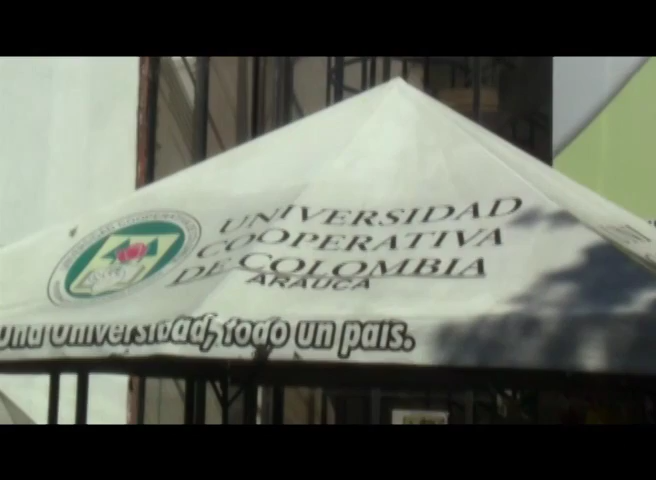 UNIVERSIDAD
COOPERATIVA
DE COLOMBIA
ARAUCA
Una Universidad, todo un país.